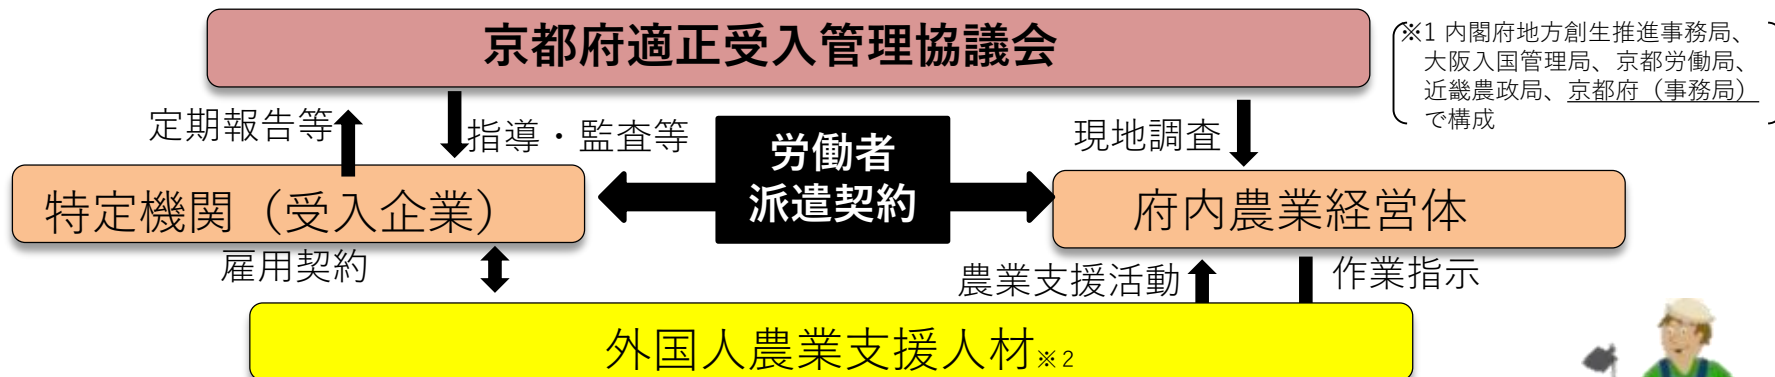 京都府適正受入管理協議会
※1 内閣府地方創生推進事務局、
大阪入国管理局、京都労働局、
近畿農政局、京都府（事務局）
で構成
定期報告等
指導・監査等
現地調査
労働者
派遣契約
特定機関（受入企業）
府内農業経営体
雇用契約
農業支援活動
作業指示
外国人農業支援人材※2